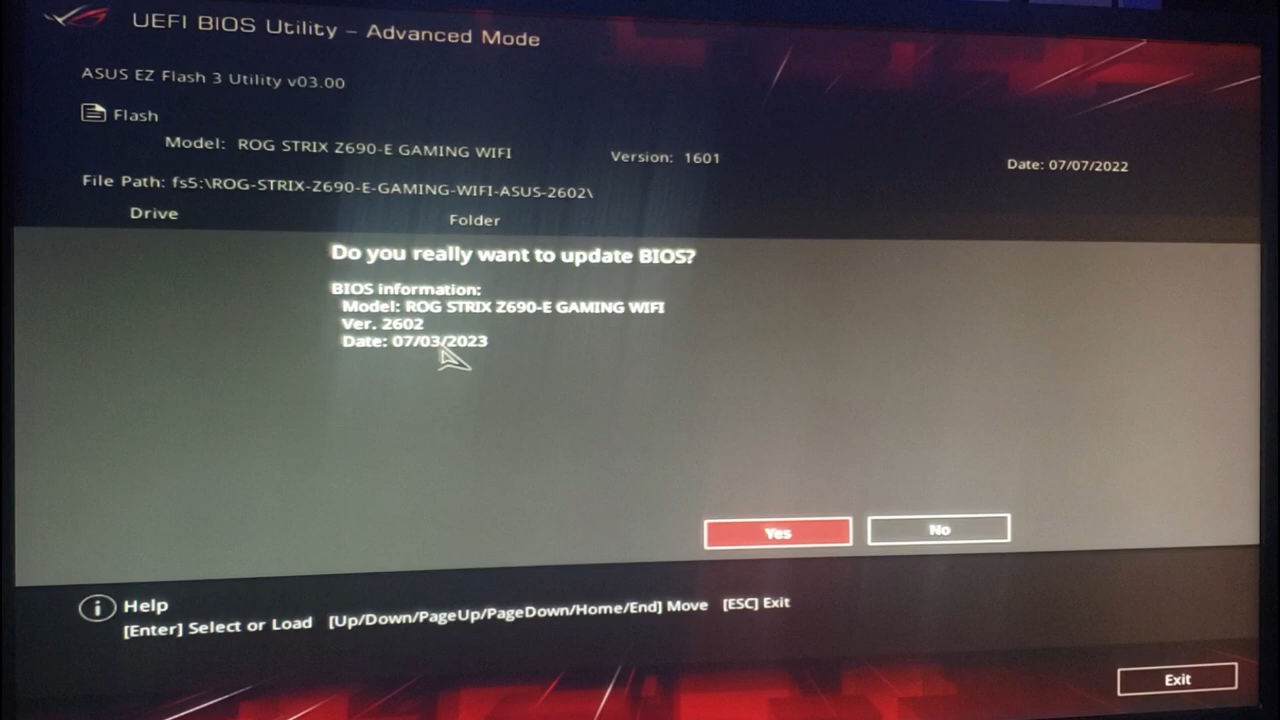 UEFI BIOS Utility – Advanced Mode
ASUS EZ Flash 3 Utility v03.00
Flash
Model: ROG STRIX Z690-E GAMING WIFI Version: 1601 Date: 07/07/2022
File Path: fs5:\ROG-STRIX-Z690-E-GAMING-WIFI-ASUS-2602\
Drive Folder
Do you really want to update BIOS?
BIOS information:
Model: ROG STRIX Z690-E GAMING WIFI
Ver. 2602
Date: 07/03/2023
Yes No
Help
[Enter] Select or Load [Up/Down/PageUp/PageDown/Home/End] Move [ESC] Exit
Exit